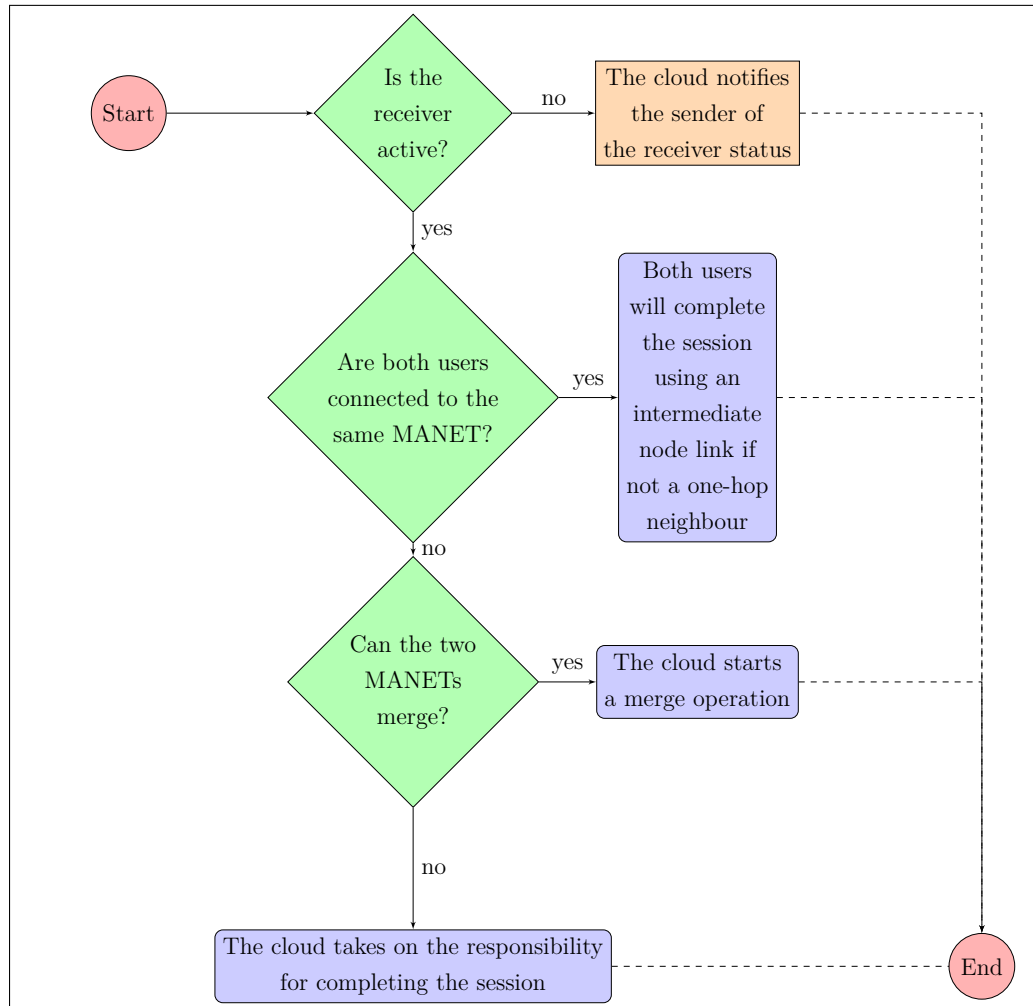 Start
Is the
receiver
active?
no
The cloud notifies
the sender of
the receiver status
yes
Are both users
connected to the
same MANET?
yes
Both users
will complete
the session
using an
intermediate
node link if
not a one-hop
neighbour
no
Can the two
MANETs
merge?
yes
The cloud starts
a merge operation
no
The cloud takes on the responsibility
for completing the session
End